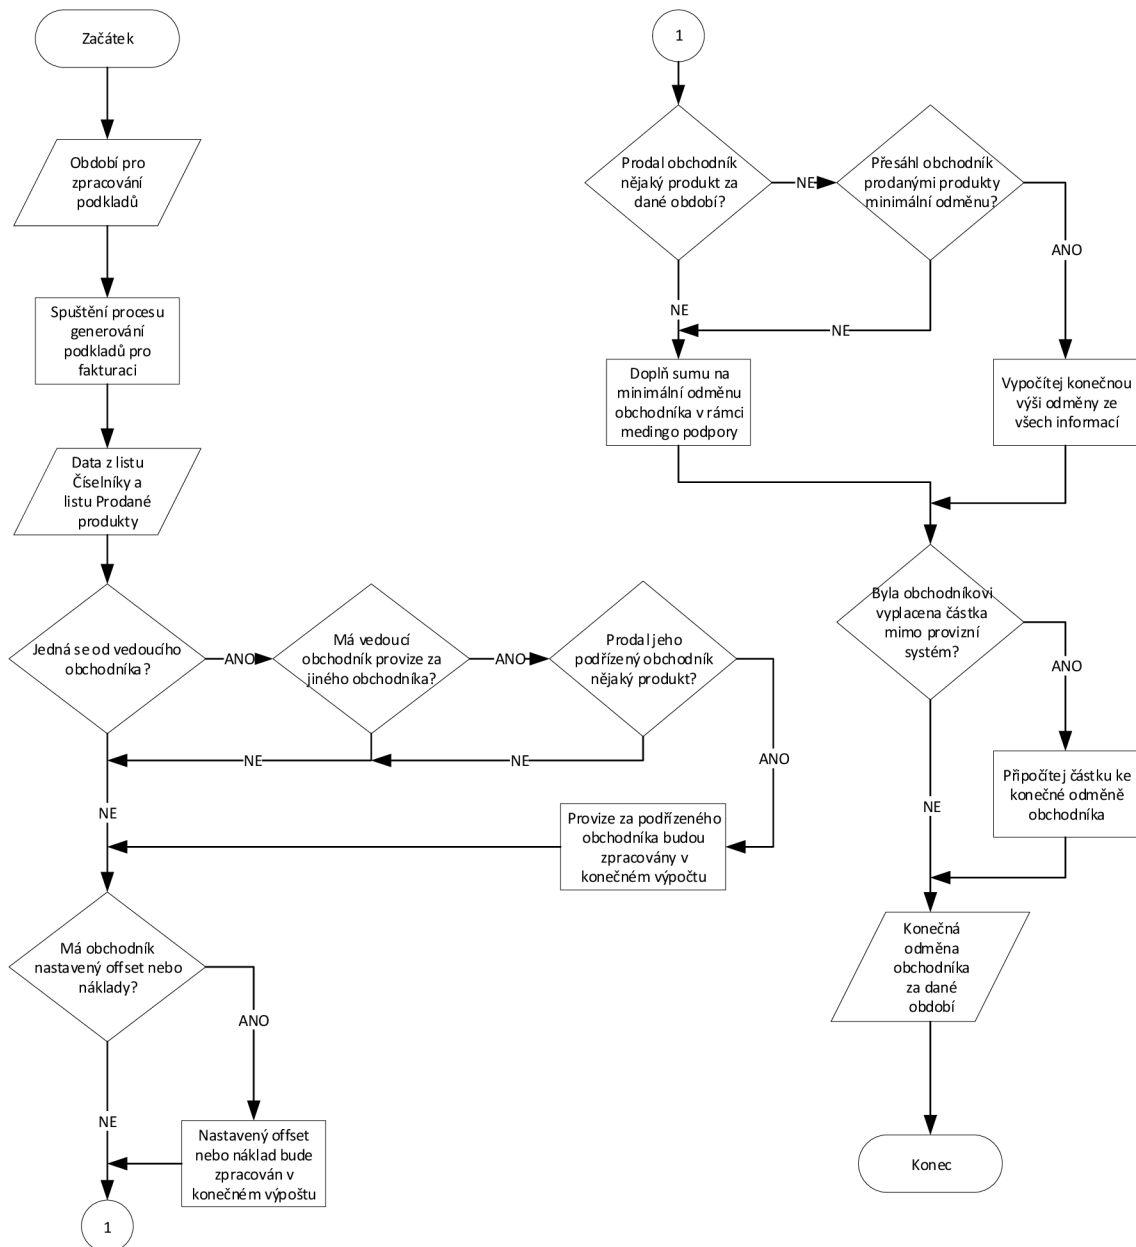 Začátek
Období pro
zpracování
podkladů
Spuštění procesu
generování
podkladů pro
fakturaci
Data z listu
Číselníky a
listu Prodané
produkty
Jedná se od vedoucího
obchodníka?
ANO
Má vedoucí
obchodník provize za
jiného obchodníka?
ANO
Prodal jeho
podřízený obchodník
nějaký produkt?
ANO
NE
NE
NE
Provize za podřízeného
obchodníka budou
zpracovány v
konečném výpočtu
Má obchodník
nastavený offset nebo
náklady?
ANO
NE
Nastavený offset
nebo náklad bude
zpracován v
konečném výpoštu
1
1
Prodal obchodník
nějaký produkt za
dané období?
NE
Přesáhl obchodník
prodanými produkty
minimální odměnu?
ANO
NE
NE
Doplň sumu na
minimální odměnu
obchodníka v rámci
medingo podpory
Vypočítej konečnou
výši odměny ze
všech informací
Byla obchodníkovi
vyplacena částka
mimo provizní
systém?
ANO
NE
Připočítej částku ke
konečné odměně
obchodníka
Konečná
odměna
obchodníka
za dané
období
Konec